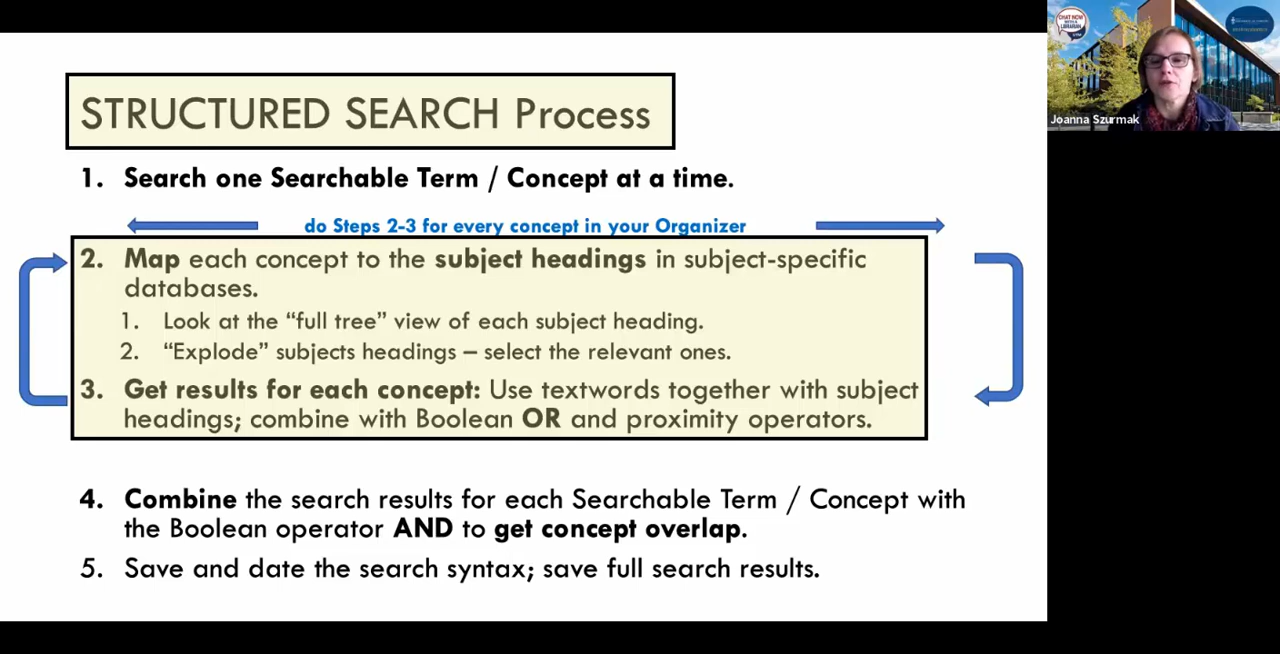 STRUCTURED SEARCH Process
1. Search one Searchable Term / Concept at a time.
do Steps 2-3 for every concept in your Organizer
2. Map each concept to the subject headings in subject-specific
databases.
1. Look at the “full tree” view of each subject heading.
2. “Explode” subjects headings – select the relevant ones.
3. Get results for each concept: Use textwords together with subject
headings; combine with Boolean OR and proximity operators.
4. Combine the search results for each Searchable Term / Concept with
the Boolean operator AND to get concept overlap.
5. Save and date the search syntax; save full search results.
CHAT NOW
WITH A
LIBRARIAN
Joanna Szurmak